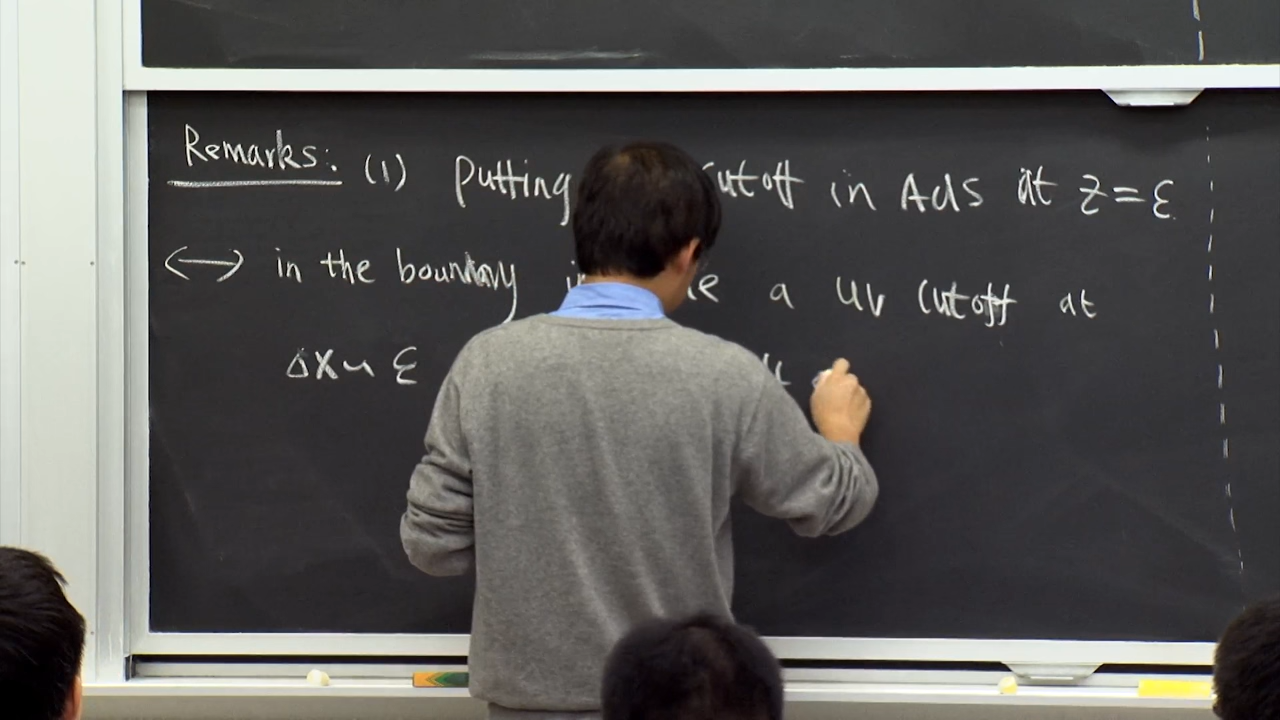 Remarks: (1) Putting cutoff in AdS at z=ε
↔ in the boundary a UV cutoff at
Δx ~ ε